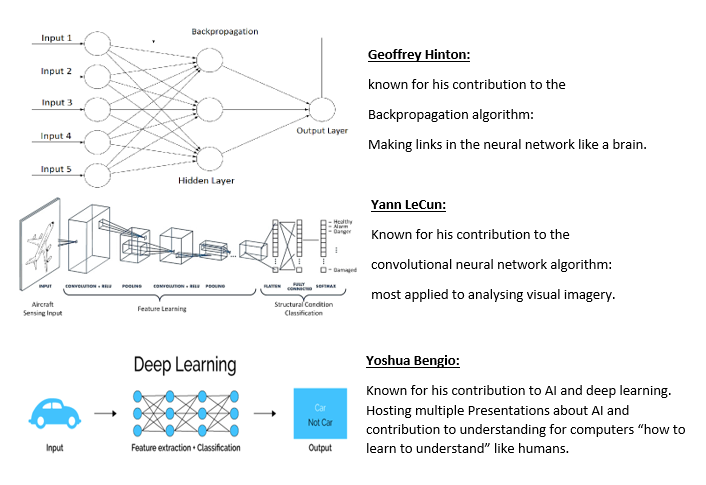 Backpropagation
Input 1
Input 2
Input 3
Input 4
Input 5
Output Layer
Hidden Layer
Geoffrey Hinton:
known for his contribution to the
Backpropagation algorithm:
Making links in the neural network like a brain.
Healthy
Alarm
Danger
Damaged
INPUT
CONVOLUTION + RELU
POOLING
CONVOLUTION + RELU
POOLING
FLATTEN
FULLY
CONNECTED
SOFTMAX
Aircraft
Sensing Input
Feature Learning
Structural Condition
Classification
Yann LeCun:
Known for his contribution to the
convolutional neural network algorithm:
most applied to analysing visual imagery.
Deep Learning
Car
Not Car
Input
Feature extraction + Classification
Output
Yoshua Bengio:
Known for his contribution to AI and deep learning.
Hosting multiple Presentations about AI and
contribution to understanding for computers “how to
learn to understand” like humans.